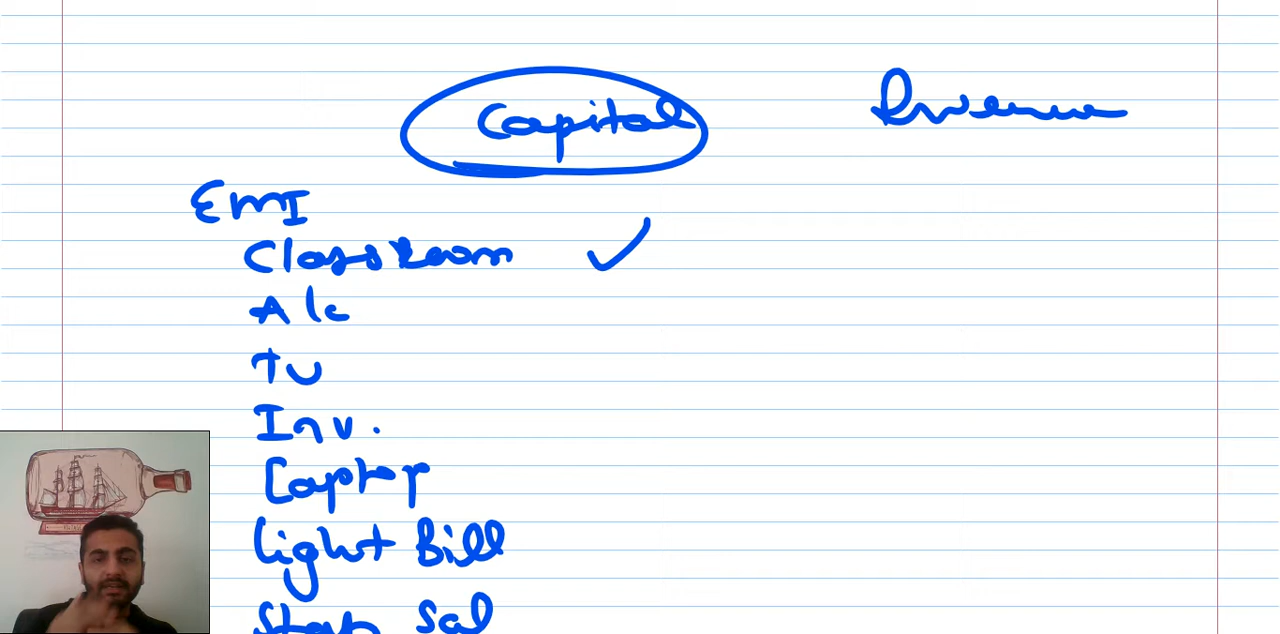 Capital Revenue
EMI
Classroom ✓
A/c
TV
Inv.
Laptop
Light Bill
Staff Sal